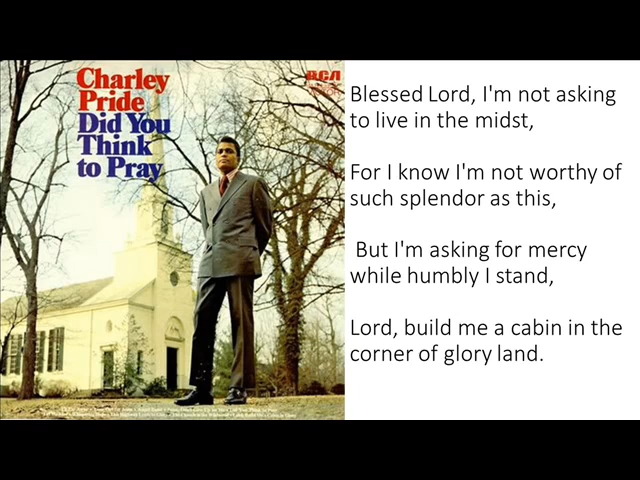 Charley
Pride
Did You
Think
to Pray
RCA
Blessed Lord, I'm not asking
to live in the midst,
For I know I'm not worthy of
such splendor as this,
But I'm asking for mercy
while humbly I stand,
Lord, build me a cabin in the
corner of glory land.